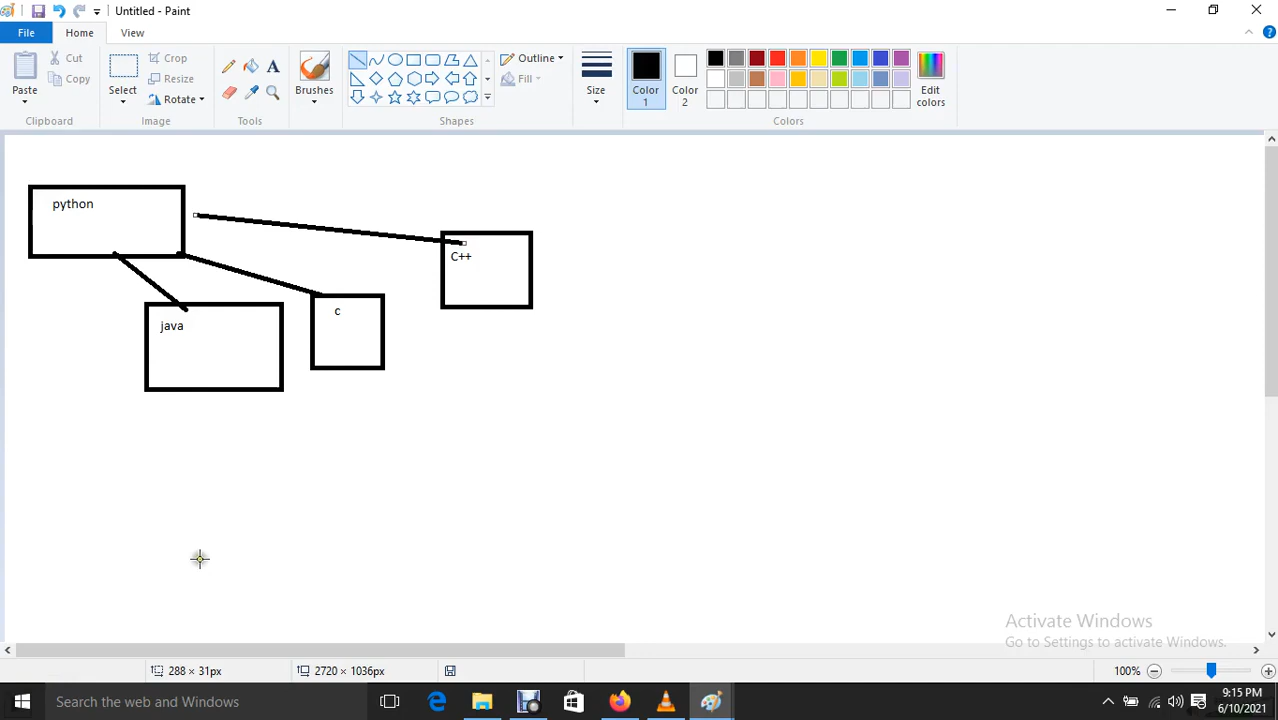 Untitled - Paint
File Home View
Paste
Cut
Copy
Clipboard
Select
Crop
Resize
Rotate
Image
A
Tools
Brushes
Shapes
Outline
Fill
Size
Color 1
Color 2
Edit colors
Colors
python
C++
c
java
Activate Windows
Go to Settings to activate Windows.
288 × 31px
2720 × 1036px
100%
Search the web and Windows
9:15 PM
6/10/2021